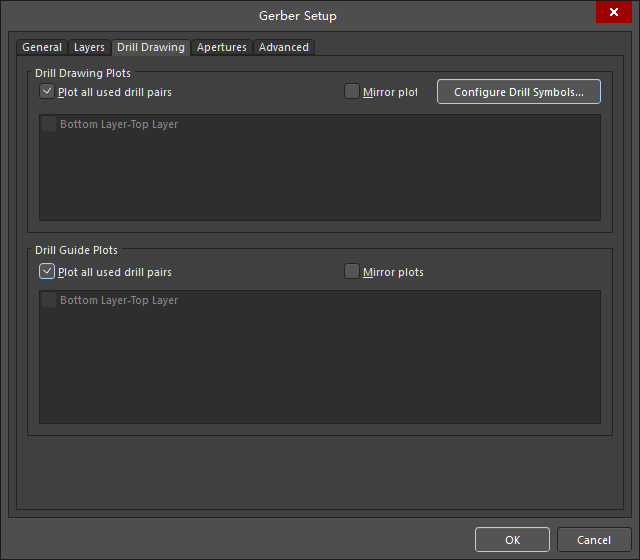 Gerber Setup
General Layers Drill Drawing Apertures Advanced
Drill Drawing Plots
Plot all used drill pairs Mirror plot Configure Drill Symbols...
Bottom Layer-Top Layer
Drill Guide Plots
Plot all used drill pairs Mirror plots
Bottom Layer-Top Layer
OK Cancel